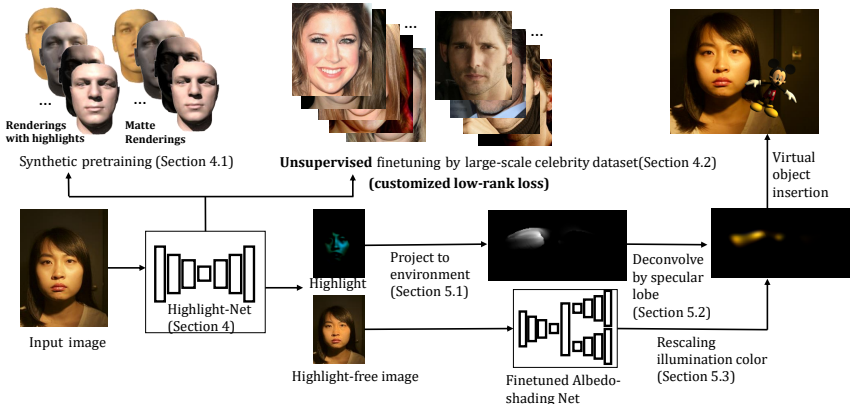 ...
...
...
...
Renderings
with highlights
Matte
Renderings
Synthetic pretraining (Section 4.1)
Unsupervised finetuning by large-scale celebrity dataset(Section 4.2)
(customized low-rank loss)
Virtual
object
insertion
Highlight
Project to
environment
(Section 5.1)
Deconvolve
by specular
lobe
(Section 5.2)
Highlight-Net
(Section 4)
Input image
Highlight-free image
Finetuned Albedo-
shading Net
Rescaling
illumination color
(Section 5.3)